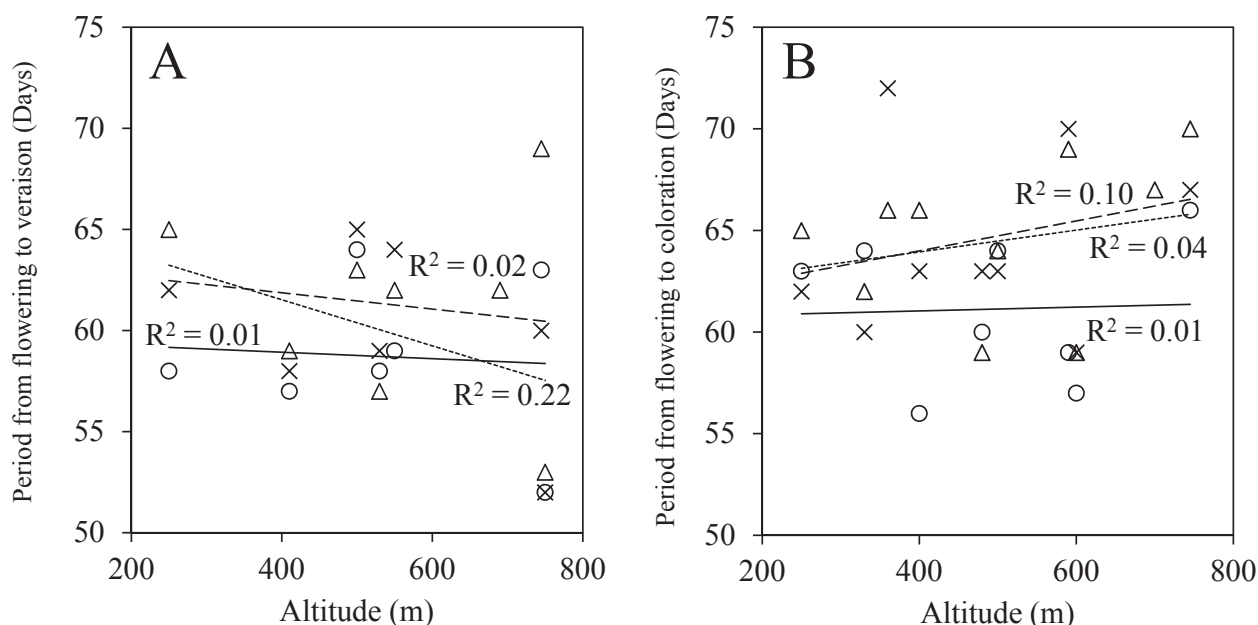 A
Period from flowering to veraison (Days)
75
70
65
60
55
50
R² = 0.02
R² = 0.01
R² = 0.22
200
400
600
800
Altitude (m)
B
Period from flowering to coloration (Days)
75
70
65
60
55
50
R² = 0.10
R² = 0.04
R² = 0.01
200
400
600
800
Altitude (m)